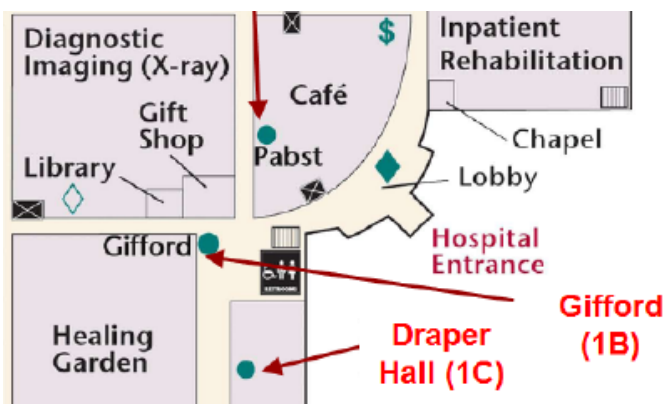 Diagnostic
Imaging (X-ray)
Gift
Shop
Library
$
Café
Pabst
Inpatient
Rehabilitation
Chapel
Lobby
Hospital
Entrance
Gifford
RESTROOMS
Healing
Garden
Draper
Hall (1C)
Gifford
(1B)